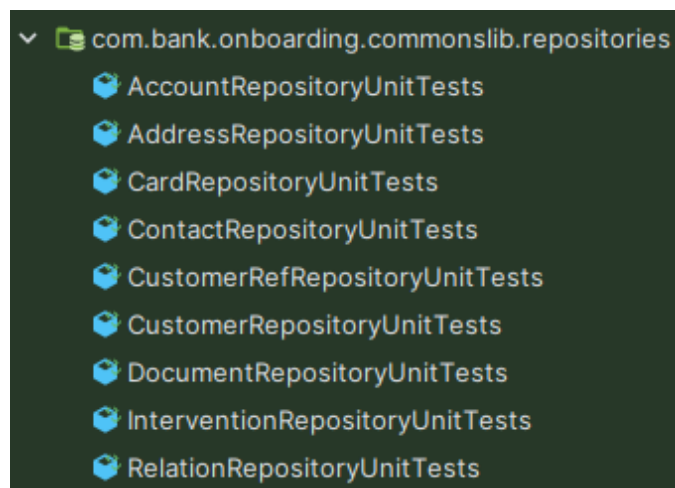 com.bank.onboarding.commonslib.repositories
AccountRepositoryUnitTests
AddressRepositoryUnitTests
CardRepositoryUnitTests
ContactRepositoryUnitTests
CustomerRefRepositoryUnitTests
CustomerRepositoryUnitTests
DocumentRepositoryUnitTests
InterventionRepositoryUnitTests
RelationRepositoryUnitTests